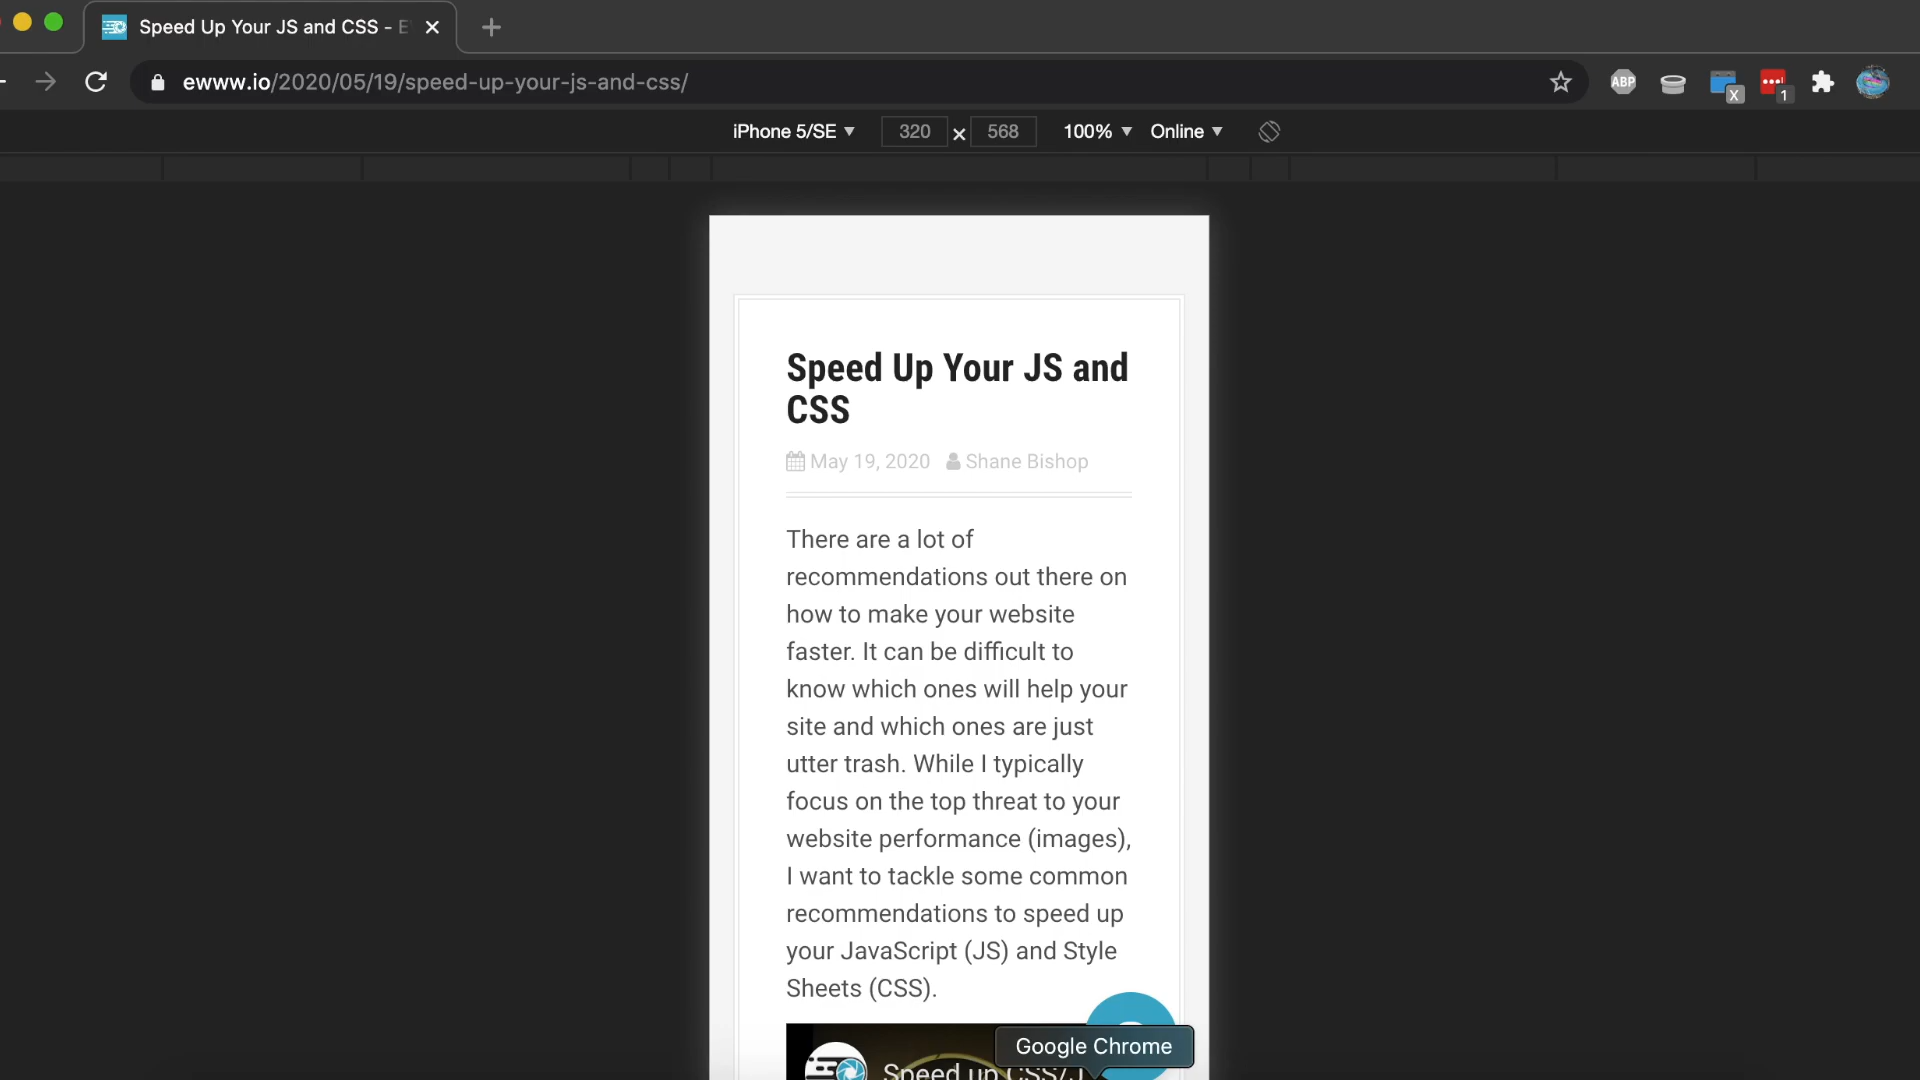 Speed Up Your JS and CSS - E
ewww.io/2020/05/19/speed-up-your-js-and-css/
ABP
X
1
iPhone 5/SE
320 × 568
100%
Online
Speed Up Your JS and
CSS
May 19, 2020 Shane Bishop
There are a lot of
recommendations out there on
how to make your website
faster. It can be difficult to
know which ones will help your
site and which ones are just
utter trash. While I typically
focus on the top threat to your
website performance (images),
I want to tackle some common
recommendations to speed up
your JavaScript (JS) and Style
Sheets (CSS).
Google Chrome
Speed up CSS/J